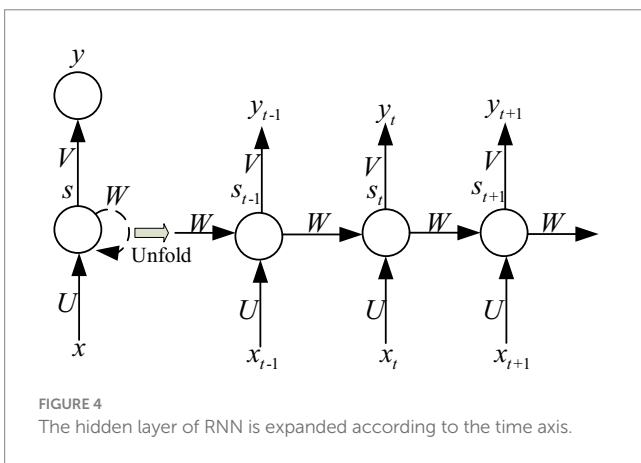 y
y_{t-1} y_t y_{t+1}
V V V V
s W s_{t-1} s_t s_{t+1}
W W W W
Unfold
U U U U
x x_{t-1} x_t x_{t+1}
FIGURE 4
The hidden layer of RNN is expanded according to the time axis.